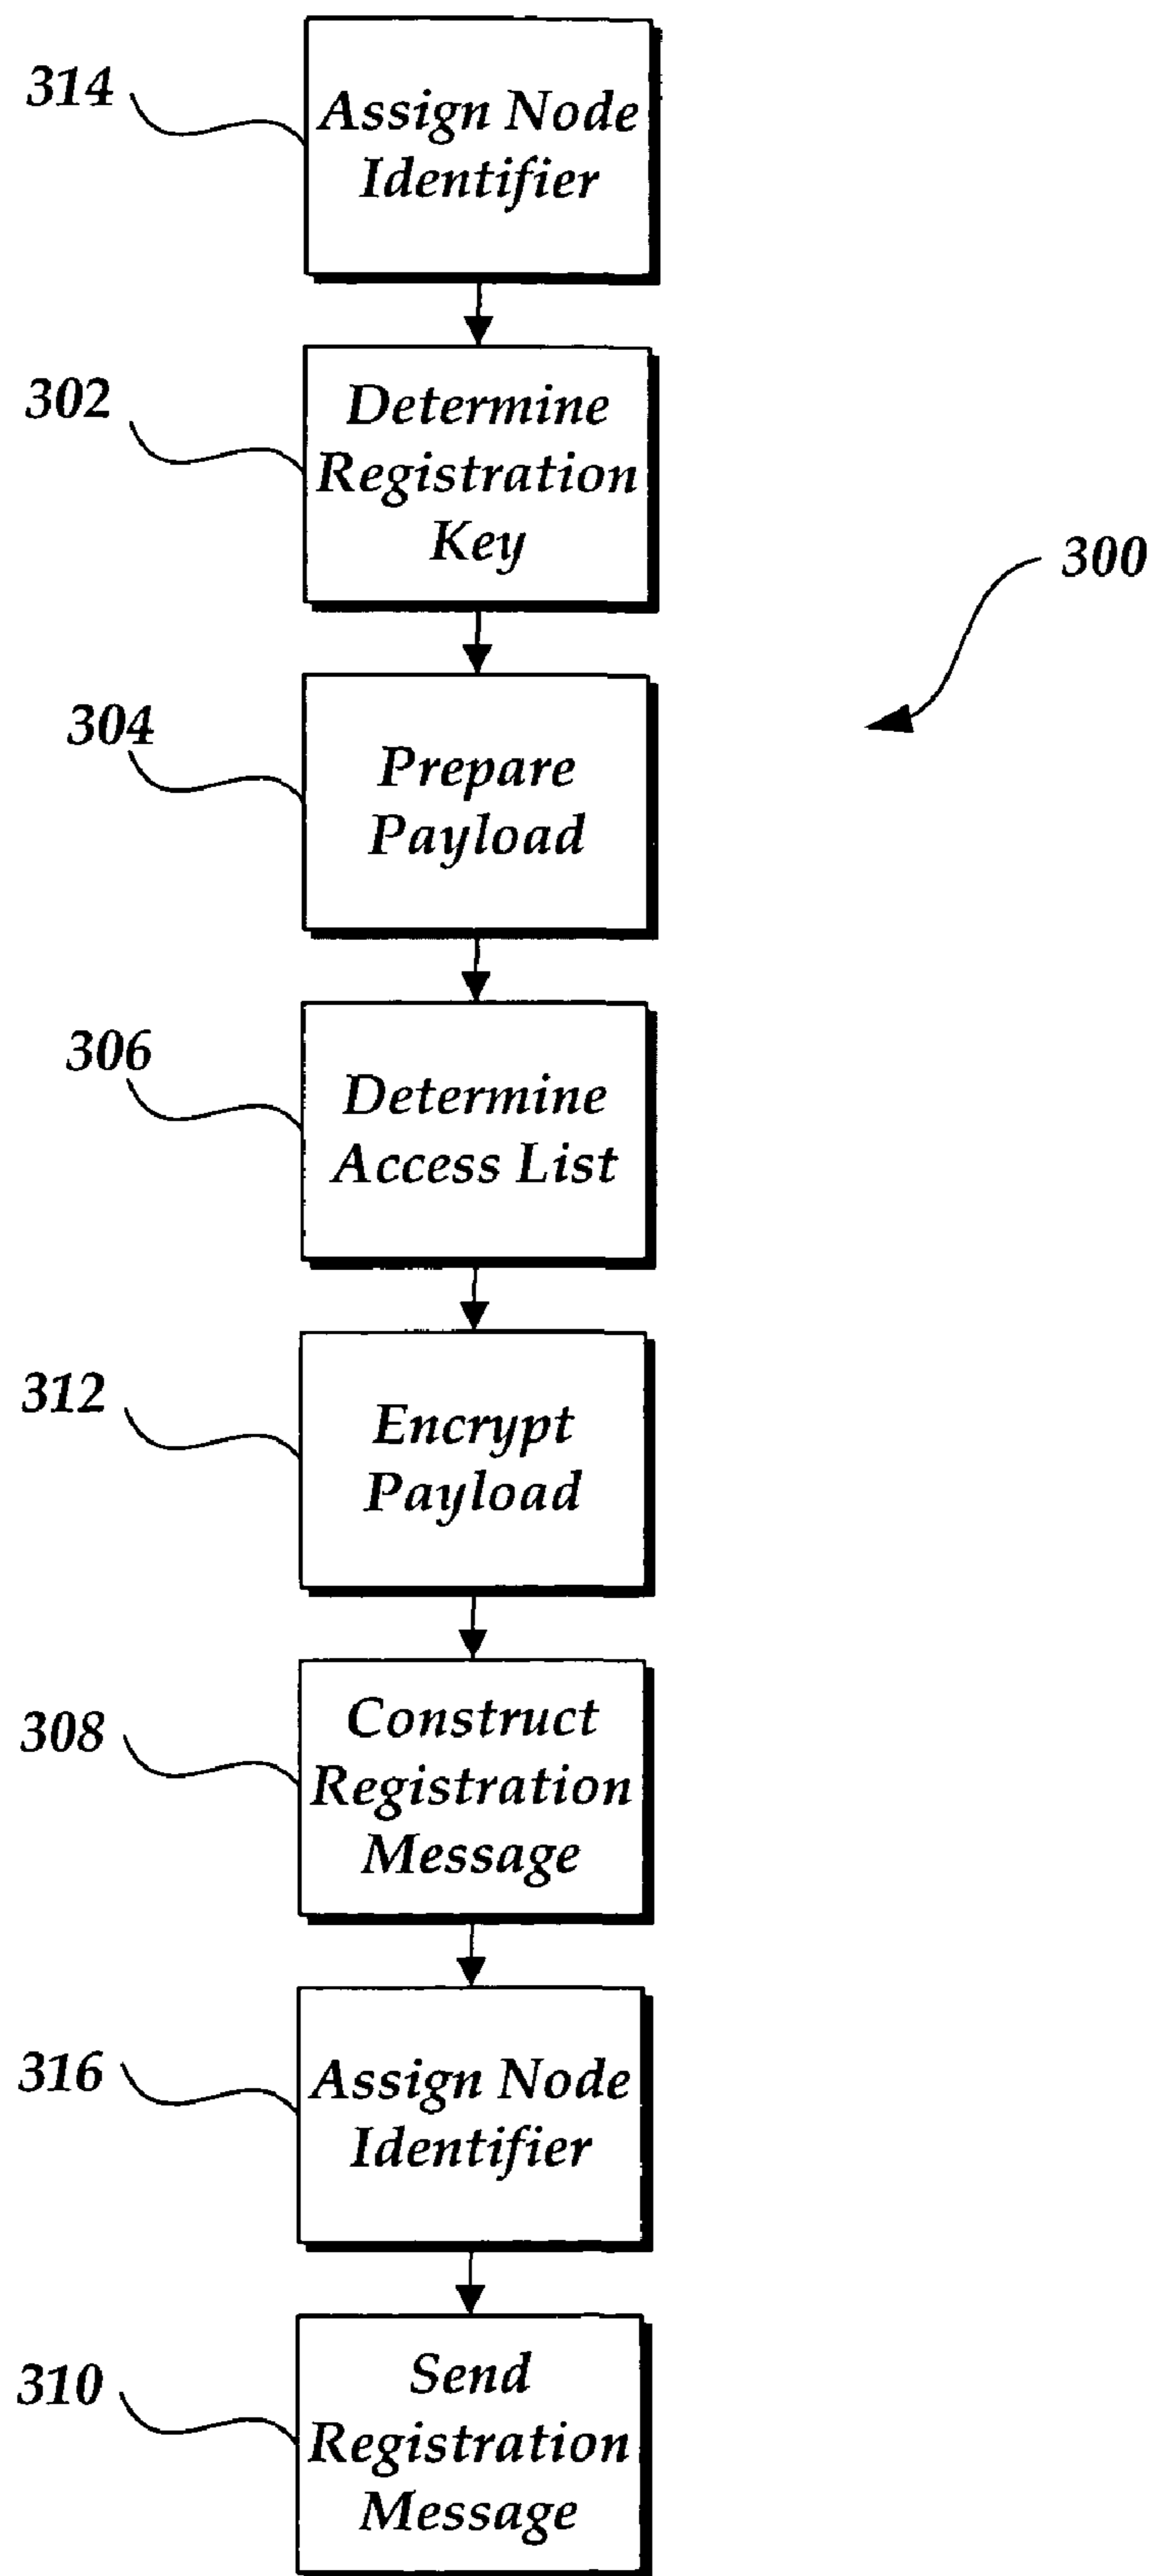 314
Assign Node
Identifier
302
Determine
Registration
Key
300
304
Prepare
Payload
306
Determine
Access List
312
Encrypt
Payload
308
Construct
Registration
Message
316
Assign Node
Identifier
310
Send
Registration
Message